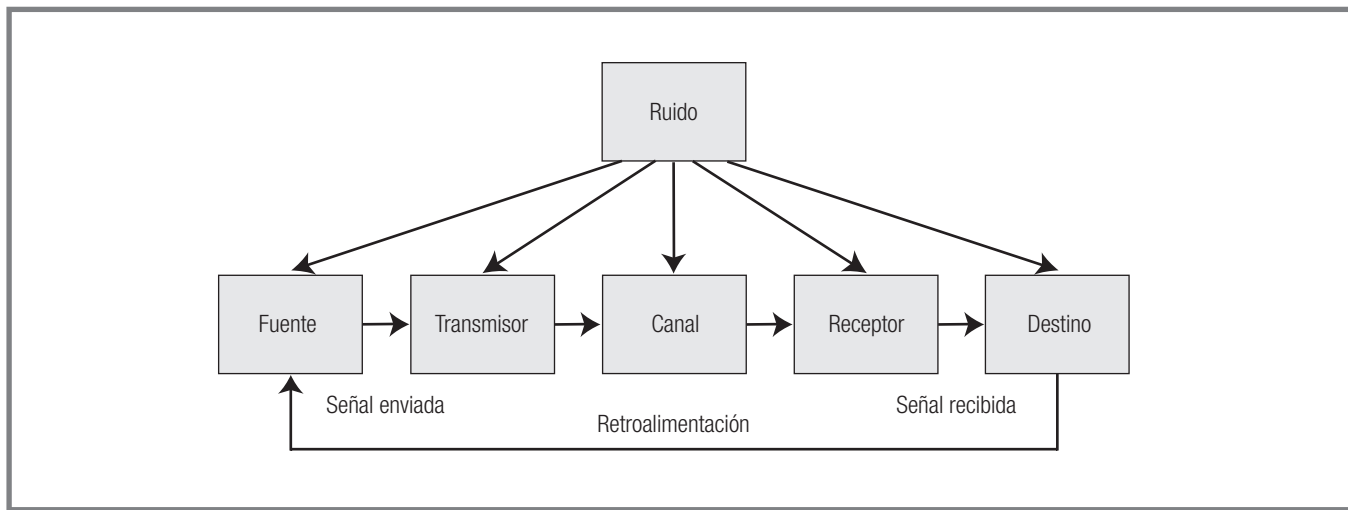 Ruido
Fuente
Transmisor
Canal
Receptor
Destino
Señal enviada
Señal recibida
Retroalimentación